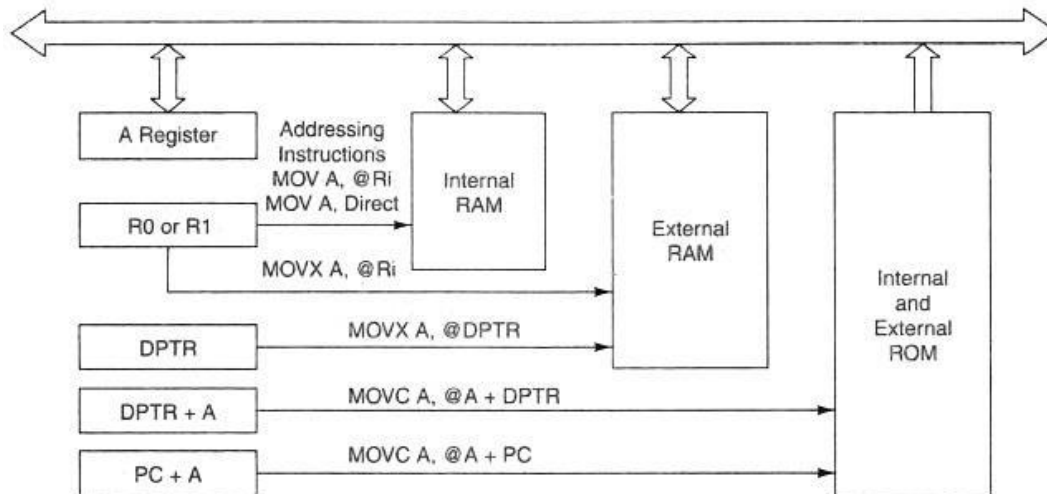 A Register
Addressing
Instructions
MOV A, @Ri
MOV A, Direct
Internal
RAM
R0 or R1
External
RAM
MOVX A, @Ri
Internal
and
External
ROM
DPTR
MOVX A, @DPTR
DPTR + A
MOVC A, @A + DPTR
PC + A
MOVC A, @A + PC